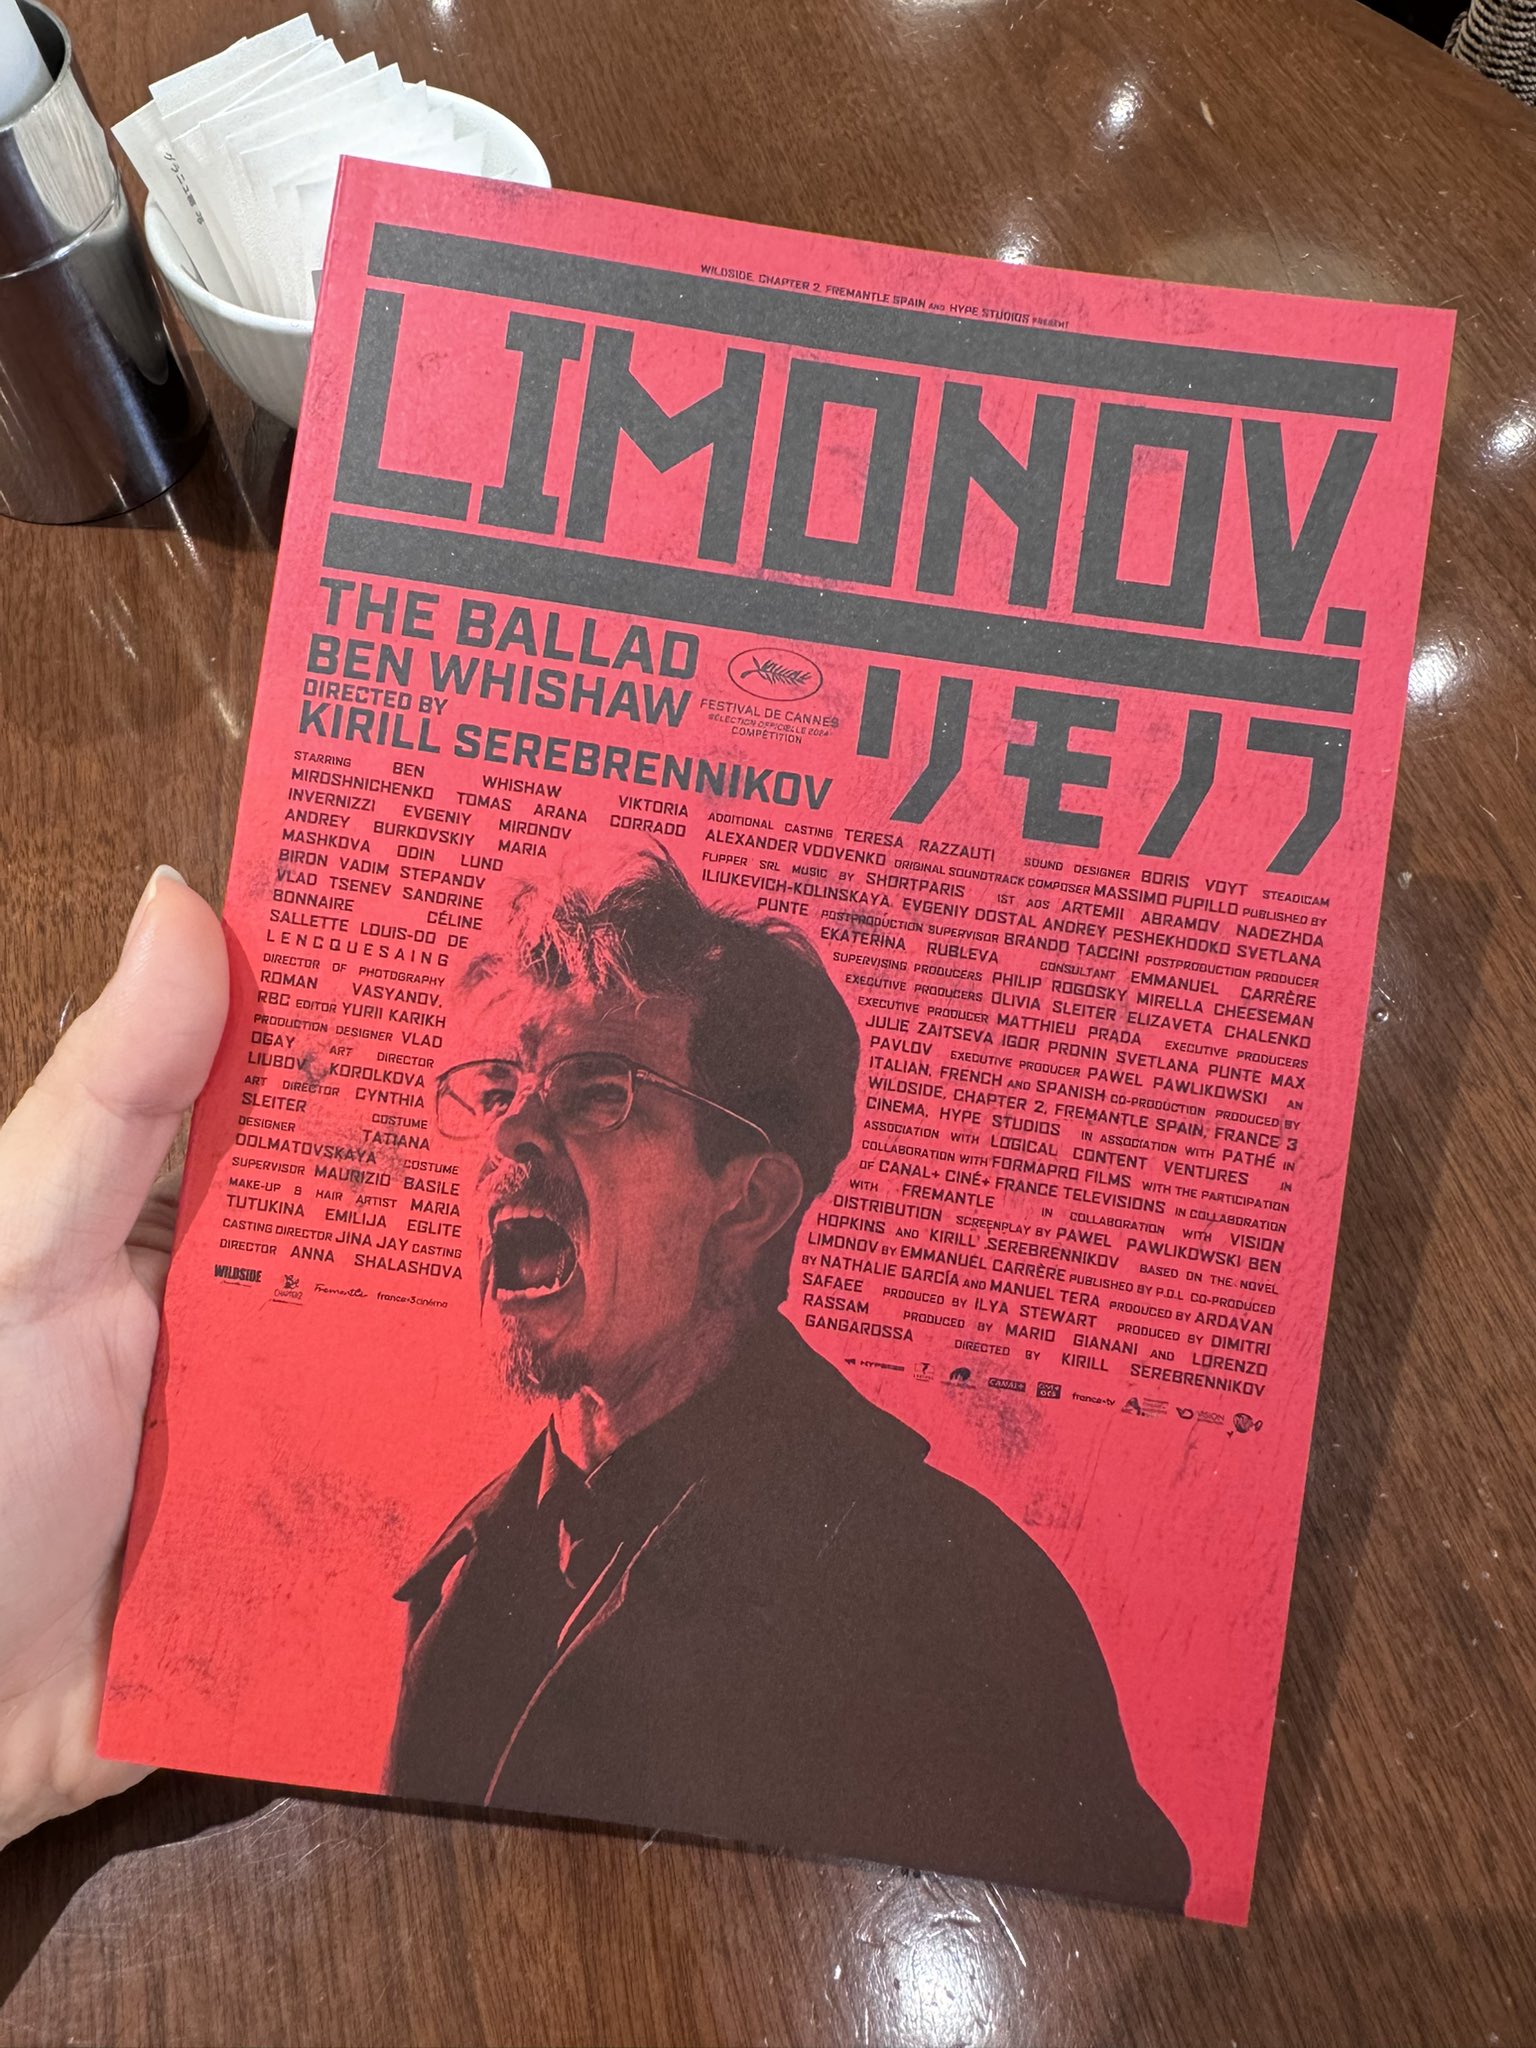 グラニュー糖
WILDSIDE, CHAPTER 2, FREMANTLE SPAIN AND HYPE STUDIOS PRESENT
LIMONOV.
THE BALLAD
BEN WHISHAW
DIRECTED BY
KIRILL SEREBRENNIKOV
FESTIVAL DE CANNES
SÉLECTION OFFICIELLE 2024
COMPÉTITION
リモノフ
STARRING BEN WHISHAW VIKTORIA
MIROSHNICHENKO TOMAS ARANA CORRADO
INVERNIZZI EVGENIY MIRONOV
ANDREY BURKOVSKIY MARIA
MASHKOVA ODIN LUND
BIRON VADIM STEPANOV
VLAD TSENEV SANDRINE
BONNAIRE CÉLINE
SALLETTE LOUIS-DO DE
LENCQUESAING
DIRECTOR OF PHOTOGRAPHY
ROMAN VASYANOV,
RBC EDITOR YURII KARIKH
PRODUCTION DESIGNER VLAD
OGAY ART DIRECTOR
LIUBOV KOROLKOVA
ART DIRECTOR CYNTHIA
SLEITER COSTUME
DESIGNER TATIANA
DOLMATOVSKAYA COSTUME
SUPERVISOR MAURIZIO BASILE
MAKE-UP & HAIR ARTIST MARIA
TUTUKINA EMILIJA EGLITE
CASTING DIRECTOR JINA JAY CASTING
DIRECTOR ANNA SHALASHOVA
WILDSIDE CHAPTER2 Fremantle france•3cinéma
ADDITIONAL CASTING TERESA RAZZAUTI SOUND DESIGNER BORIS VOYT STEADICAM
ALEXANDER VDOVENKO ORIGINAL SOUNDTRACK COMPOSER MASSIMO PUPILLO PUBLISHED BY
FLIPPER SRL MUSIC BY SHORTPARIS 1ST ADS ARTEMII ABRAMOV NADEZHDA
ILIUKEVICH-KOLINSKAYA EVGENIY DOSTAL ANDREY PESHEKHODKO SVETLANA
PUNTE POSTPRODUCTION SUPERVISOR BRANDO TACCINI POSTPRODUCTION PRODUCER
EKATERINA RUBLEVA CONSULTANT EMMANUEL CARRÈRE
SUPERVISING PRODUCERS PHILIP ROGOSKY MIRELLA CHEESEMAN
EXECUTIVE PRODUCERS OLIVIA SLEITER ELIZAVETA CHALENKO
EXECUTIVE PRODUCER MATTHIEU PRADA EXECUTIVE PRODUCERS
JULIE ZAITSEVA IGOR PRONIN SVETLANA PUNTE MAX
PAVLOV EXECUTIVE PRODUCER PAWEL PAWLIKOWSKI AN
ITALIAN, FRENCH AND SPANISH CO-PRODUCTION PRODUCED BY
WILDSIDE, CHAPTER 2, FREMANTLE SPAIN, FRANCE 3
CINEMA, HYPE STUDIOS IN ASSOCIATION WITH PATHÉ IN
ASSOCIATION WITH LOGICAL CONTENT VENTURES IN
COLLABORATION WITH FORMAPRO FILMS WITH THE PARTICIPATION
OF CANAL+ CINÉ+ FRANCE TELEVISIONS IN COLLABORATION
WITH FREMANTLE IN COLLABORATION WITH VISION
DISTRIBUTION SCREENPLAY BY PAWEL PAWLIKOWSKI BEN
HOPKINS AND KIRILL SEREBRENNIKOV BASED ON THE NOVEL
LIMONOV BY EMMANUEL CARRÈRE PUBLISHED BY P.O.L CO-PRODUCED
BY NATHALIE GARCÍA AND MANUEL TERA PRODUCED BY ARDAVAN
SAFAEE PRODUCED BY ILYA STEWART PRODUCED BY DIMITRI
RASSAM PRODUCED BY MARIO GIANANI AND LORENZO
GANGAROSSA DIRECTED BY KIRILL SEREBRENNIKOV
CANAL+ OCS france•tv VISION